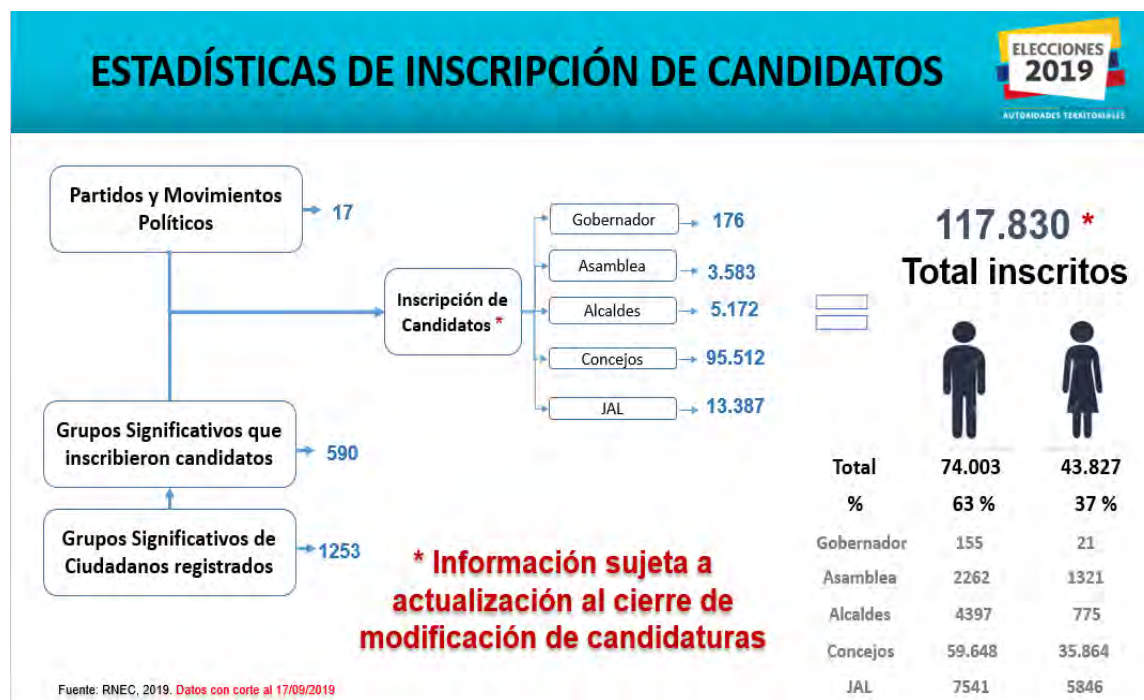 ESTADÍSTICAS DE INSCRIPCIÓN DE CANDIDATOS
ELECCIONES
2019
AUTORIDADES TERRITORIALES
Partidos y Movimientos
Políticos
17
Grupos Significativos que
inscribieron candidatos
590
Grupos Significativos de
Ciudadanos registrados
1253
Inscripción de
Candidatos *
Gobernador 176
Asamblea 3.583
Alcaldes 5.172
Concejos 95.512
JAL 13.387
117.830 *
Total inscritos
Total 74.003 43.827
% 63 % 37 %
Gobernador 155 21
Asamblea 2262 1321
Alcaldes 4397 775
Concejos 59.648 35.864
JAL 7541 5846
* Información sujeta a
actualización al cierre de
modificación de candidaturas
Fuente: RNEC, 2019. Datos con corte al 17/09/2019